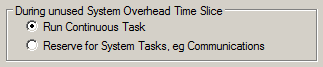 During unused System Overhead Time Slice
Run Continuous Task
Reserve for System Tasks, eg Communications